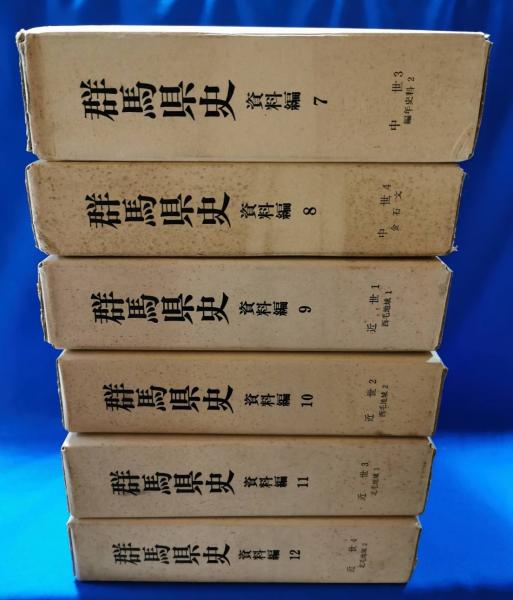 群馬県史 資料編 7 中世3
編年史料2
群馬県史 資料編 8 中世4
金石文
群馬県史 資料編 9 近世1
西毛地域1
群馬県史 資料編 10 近世2
西毛地域2
群馬県史 資料編 11 近世3
北毛地域1
群馬県史 資料編 12 近世4
北毛地域2